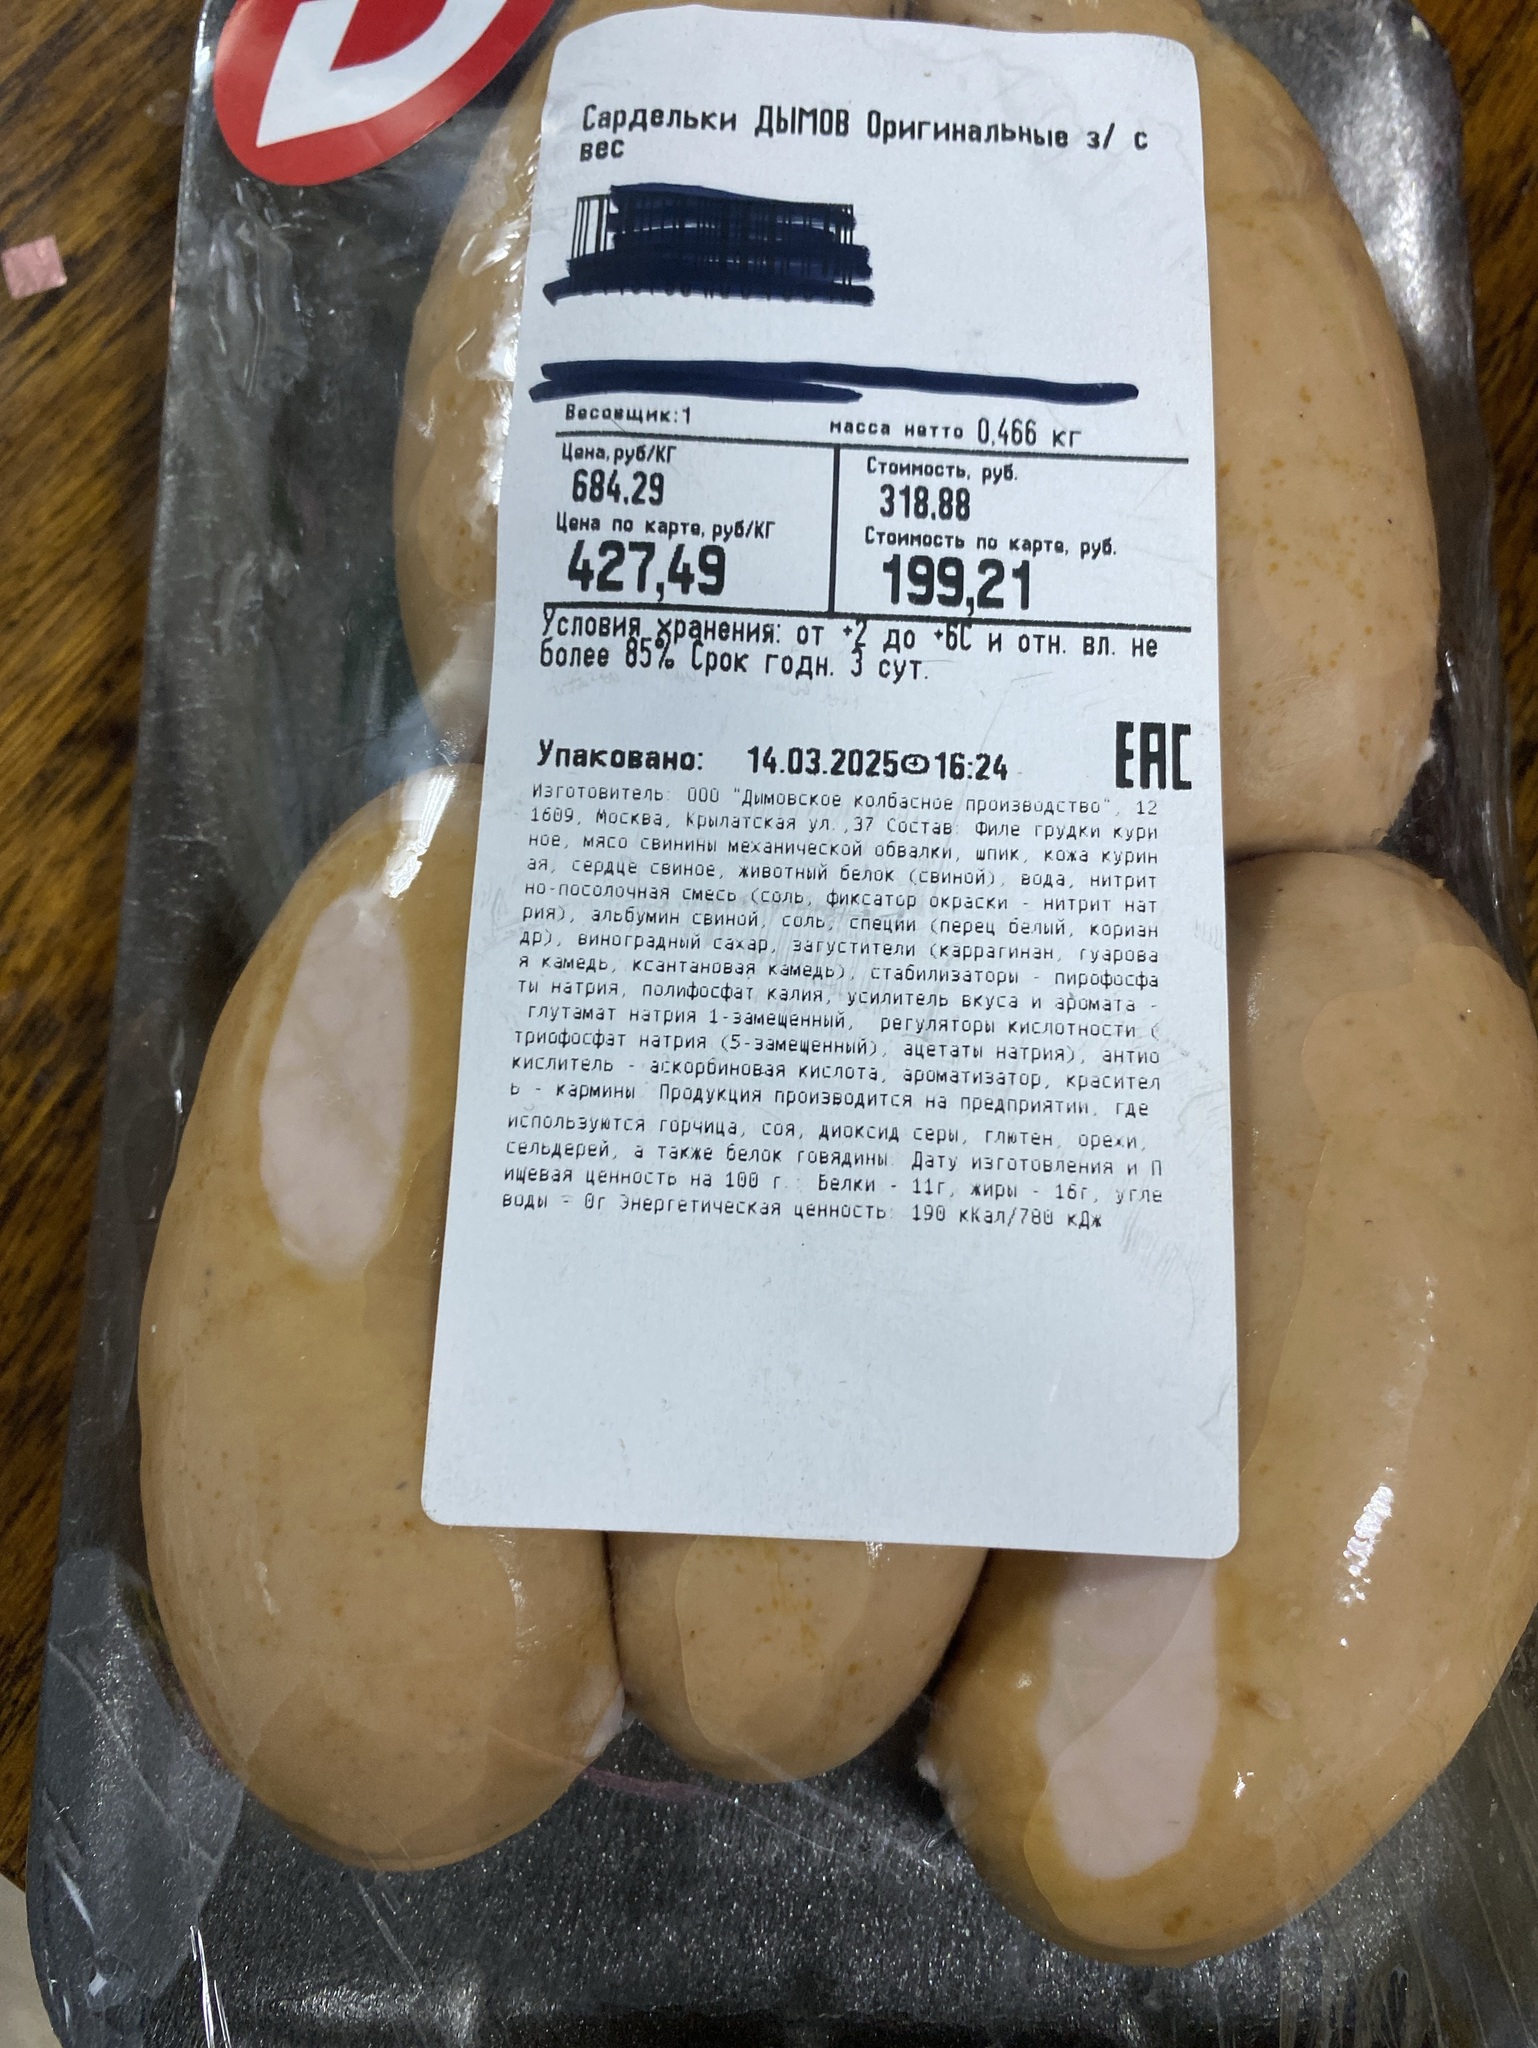 Сардельки ДЫМОВ Оригинальные з/ с
вес
Весовщик:1 масса нетто 0,466 кг
Цена,руб/КГ Стоимость, руб.
684.29 318.88
Цена по карте, руб/КГ Стоимость по карте, руб.
427,49 199,21
Условия хранения: от +2 до +6С и отн. вл. не
более 85% Срок годн. 3 сут.
Упаковано: 14.03.2025 16:24 ЕАС
Изготовитель: ООО "Дымовское колбасное производство", 12
1609, Москва, Крылатская ул.,37 Состав: Филе грудки кури
ное, мясо свинины механической обвалки, шпик, кожа курин
ая, сердце свиное, животный белок (свиной), вода, нитрит
но-посолочная смесь (соль, фиксатор окраски - нитрит нат
рия), альбумин свиной, соль, специи (перец белый, кориан
др), виноградный сахар, загустители (каррагинан, гуарова
я камедь, ксантановая камедь), стабилизаторы - пирофосфа
ты натрия, полифосфат калия, усилитель вкуса и аромата -
глутамат натрия 1-замещенный, регуляторы кислотности (
триофосфат натрия (5-замещенный), ацетаты натрия), антио
кислитель - аскорбиновая кислота, ароматизатор, красител
ь - кармины. Продукция производится на предприятии, где
используются горчица, соя, диоксид серы, глютен, орехи,
сельдерей, а также белок говядины. Дату изготовления и П
ищевая ценность на 100 г.: Белки - 11г, жиры - 16г, угле
воды - 0г Энергетическая ценность: 190 кКал/780 кДж